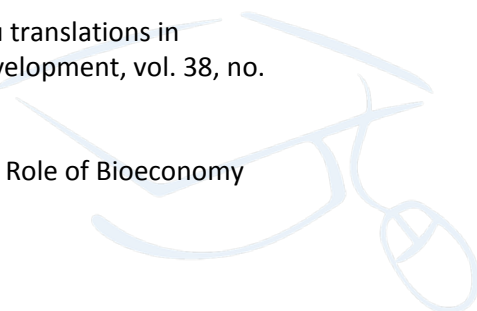 translations in
velopment, vol. 38, no.
Role of Bioeconomy